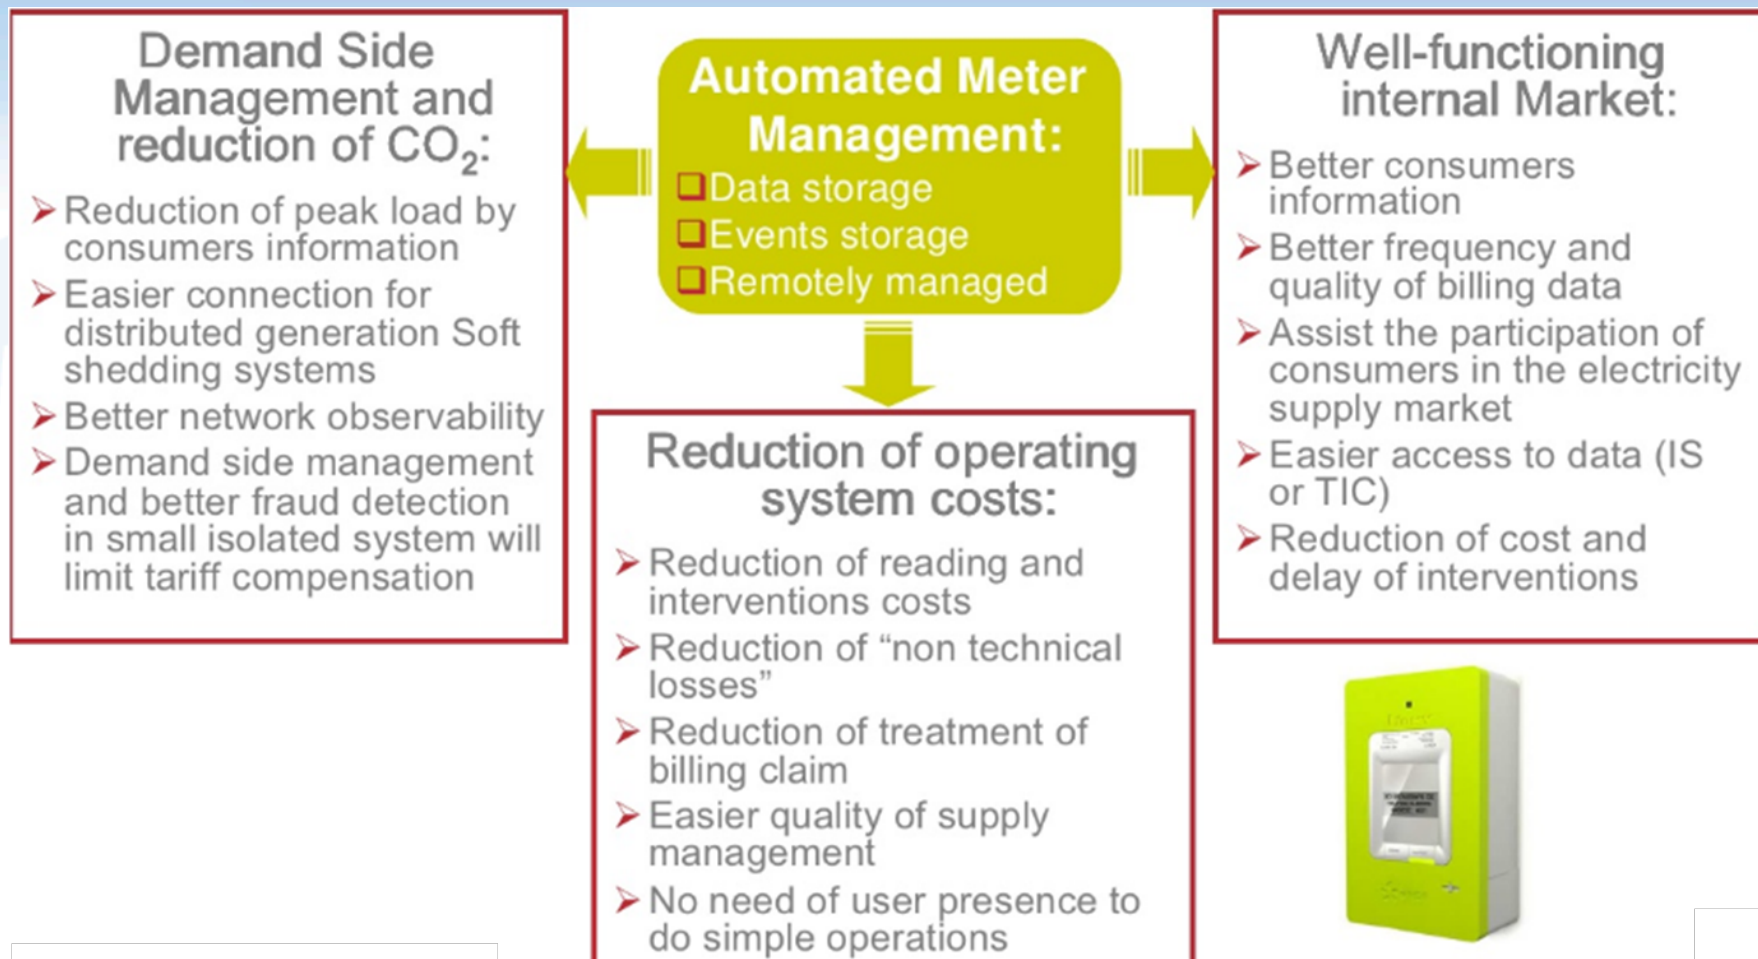 Demand Side
Management and
reduction of CO₂:
Reduction of peak load by
consumers information
Easier connection for
distributed generation Soft
shedding systems
Better network observability
Demand side management
and better fraud detection
in small isolated system will
limit tariff compensation
Automated Meter
Management:
Data storage
Events storage
Remotely managed
Reduction of operating
system costs:
Reduction of reading and
interventions costs
Reduction of “non technical
losses”
Reduction of treatment of
billing claim
Easier quality of supply
management
No need of user presence to
do simple operations
Well-functioning
internal Market:
Better consumers
information
Better frequency and
quality of billing data
Assist the participation of
consumers in the electricity
supply market
Easier access to data (IS
or TIC)
Reduction of cost and
delay of interventions